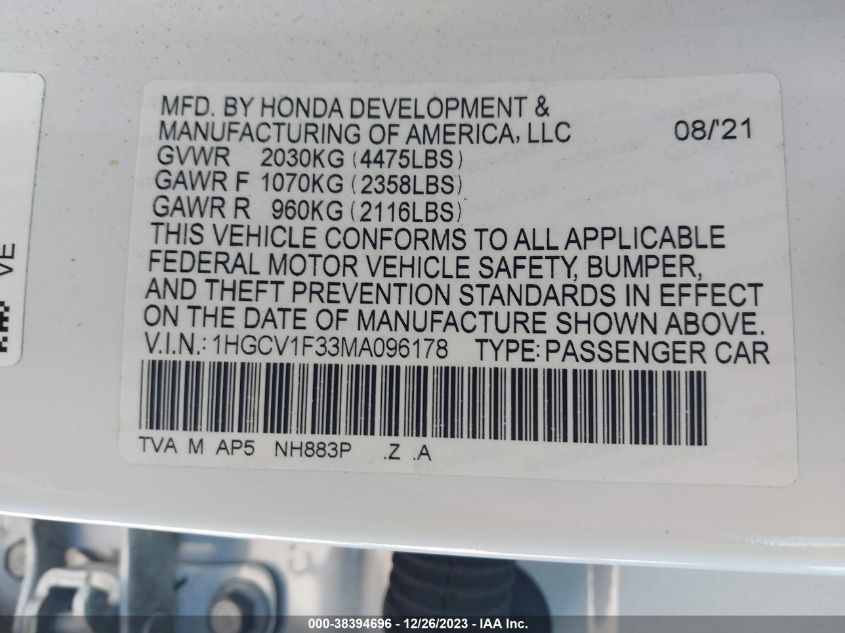 MFD. BY HONDA DEVELOPMENT &
MANUFACTURING OF AMERICA, LLC 08/'21
GVWR 2030KG (4475LBS)
GAWR F 1070KG (2358LBS)
GAWR R 960KG (2116LBS)
THIS VEHICLE CONFORMS TO ALL APPLICABLE
FEDERAL MOTOR VEHICLE SAFETY, BUMPER,
AND THEFT PREVENTION STANDARDS IN EFFECT
ON THE DATE OF MANUFACTURE SHOWN ABOVE.
V.I.N.: 1HGCV1F33MA096178 TYPE: PASSENGER CAR
TVA M AP5 NH883P .Z .A
VE
000-38394696 - 12/26/2023 - IAA Inc.